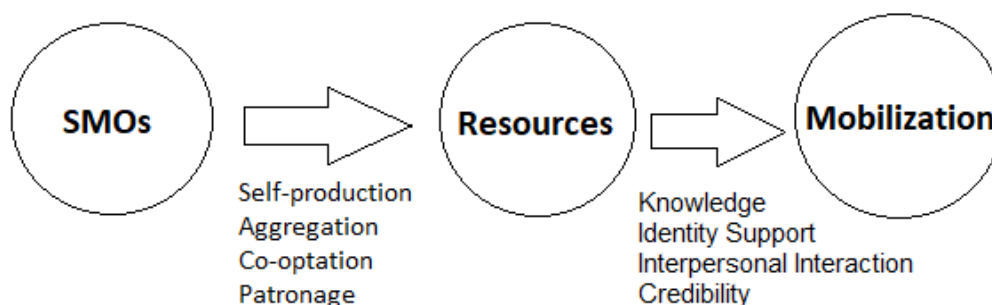 SMOs
Resources
Mobilization
Self-production
Aggregation
Co-optation
Patronage
Knowledge
Identity Support
Interpersonal Interaction
Credibility